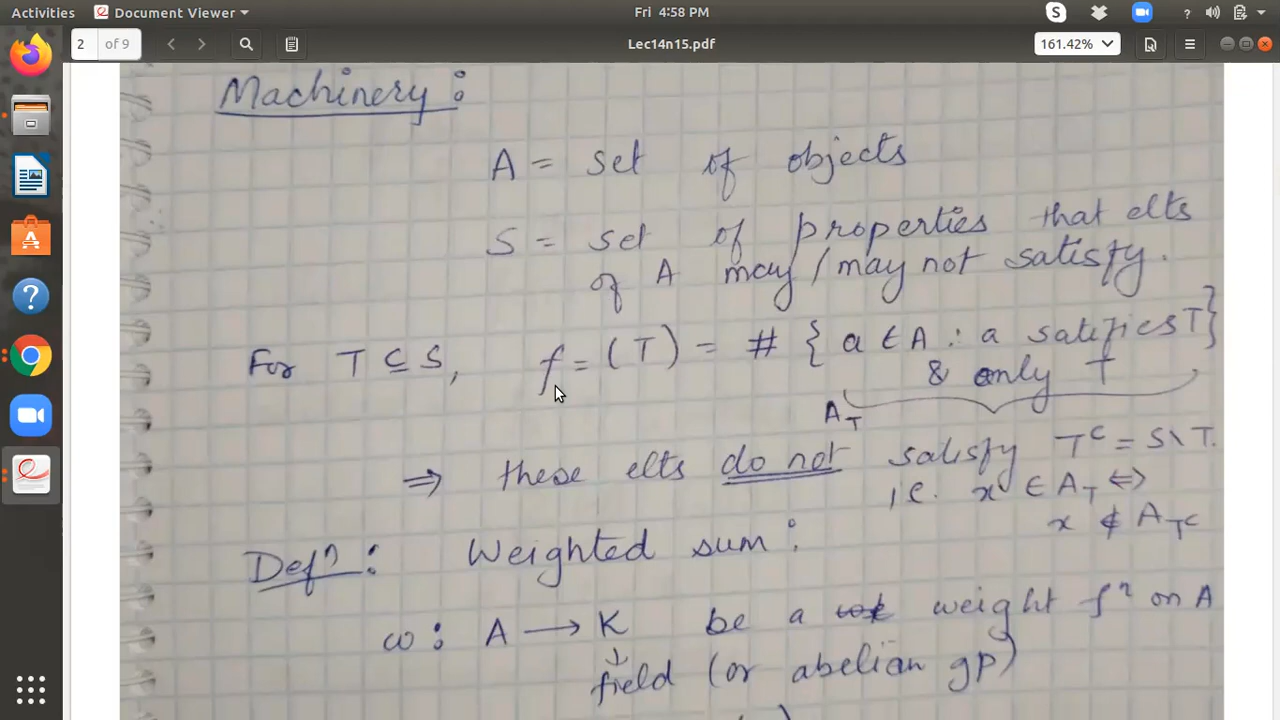 Activities Document Viewer Fri 4:58 PM
2 of 9 Lec14n15.pdf 161.42%
Machinery:
A = set of objects
S = set of properties that elts
of A may/may not satisfy.
For T ⊆ S, f=(T) = # { a ∈ A : a satifies T}
& only T
A_T
⇒ these elts do not satisfy T^c = S\T.
i.e. x ∈ A_T ⇔
x ∉ A_T^c
Defⁿ: Weighted sum:
ω: A → K be a weight fⁿ on A
↓
field (or abelian gp)